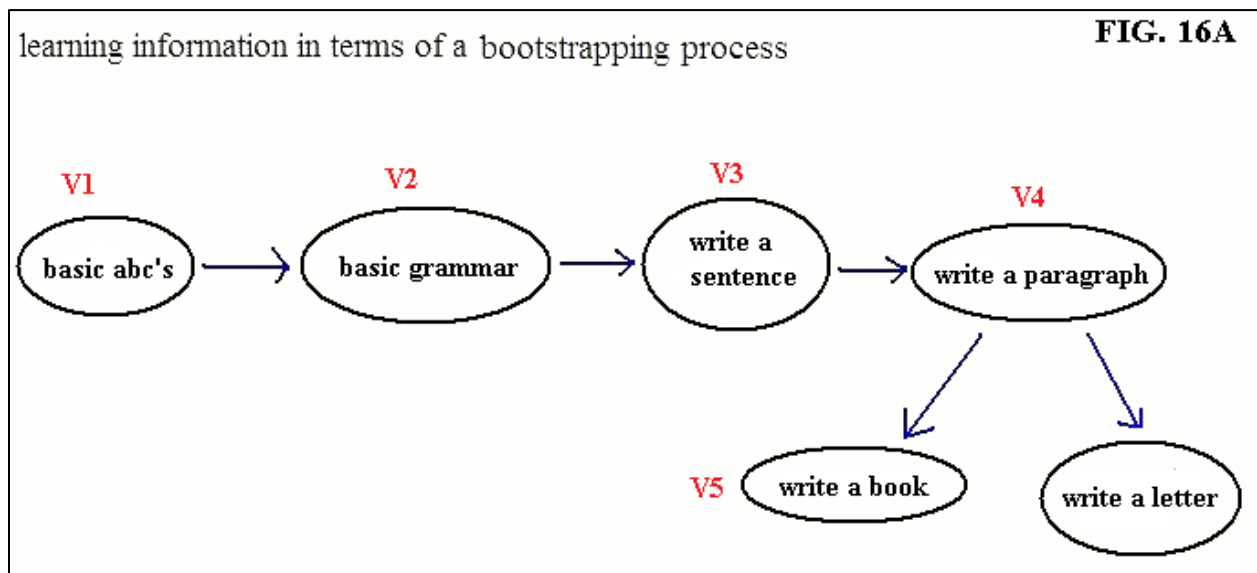 learning information in terms of a bootstrapping process
FIG. 16A
V1
V2
V3
V4
basic abc's
basic grammar
write a
sentence
write a paragraph
V5
write a book
write a letter